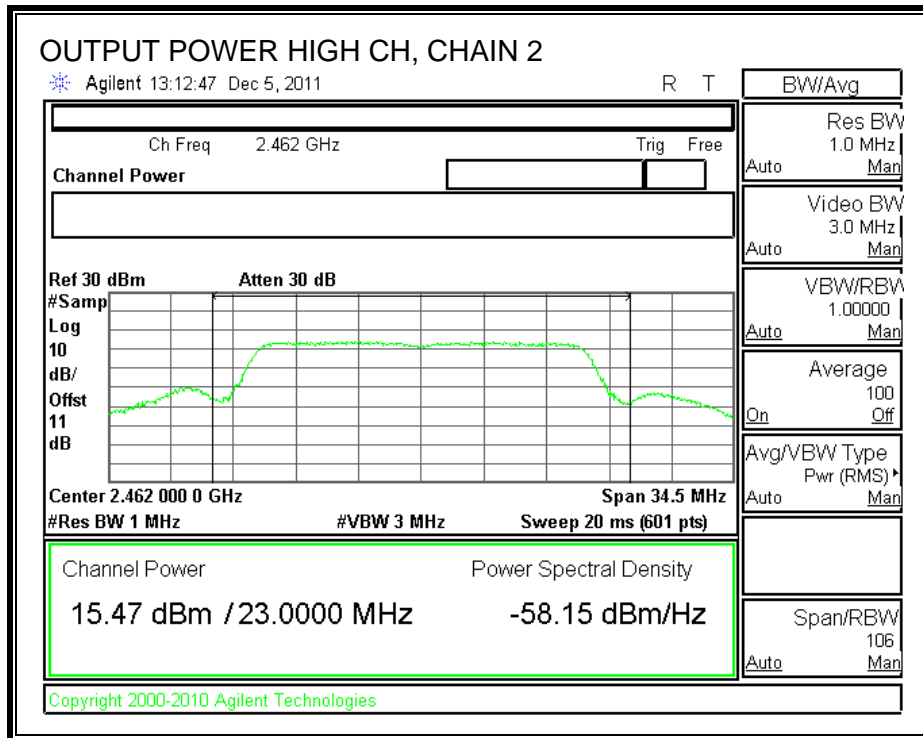 OUTPUT POWER HIGH CH, CHAIN 2
Agilent 13:12:47 Dec 5, 2011 R T
Ch Freq 2.462 GHz Trig Free
Channel Power
Ref 30 dBm Atten 30 dB
#Samp
Log
10
dB/
Offst
11
dB
Center 2.462 000 0 GHz Span 34.5 MHz
#Res BW 1 MHz #VBW 3 MHz Sweep 20 ms (601 pts)
Channel Power Power Spectral Density
15.47 dBm / 23.0000 MHz -58.15 dBm/Hz
Copyright 2000-2010 Agilent Technologies
BW/Avg
Res BW
1.0 MHz
Auto Man
Video BW
3.0 MHz
Auto Man
VBW/RBW
1.00000
Auto Man
Average
100
On Off
Avg/VBW Type
Pwr (RMS)
Auto Man
Span/RBW
106
Auto Man